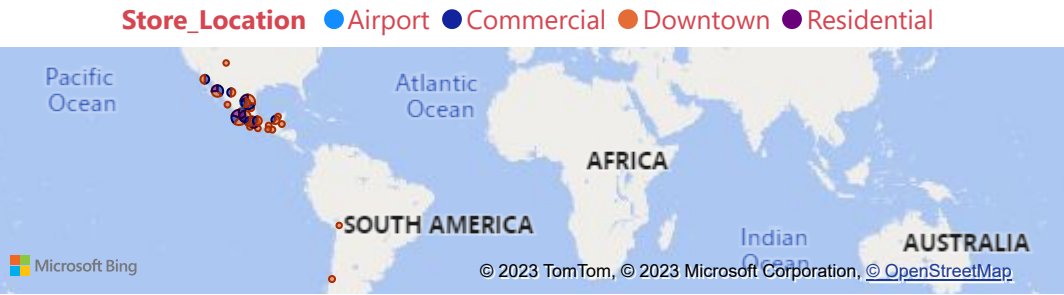 Store_Location Airport Commercial Downtown Residential
Pacific
Ocean
Atlantic
Ocean
AFRICA
SOUTH AMERICA
Indian
Ocean
AUSTRALIA
Microsoft Bing
© 2023 TomTom, © 2023 Microsoft Corporation, © OpenStreetMap